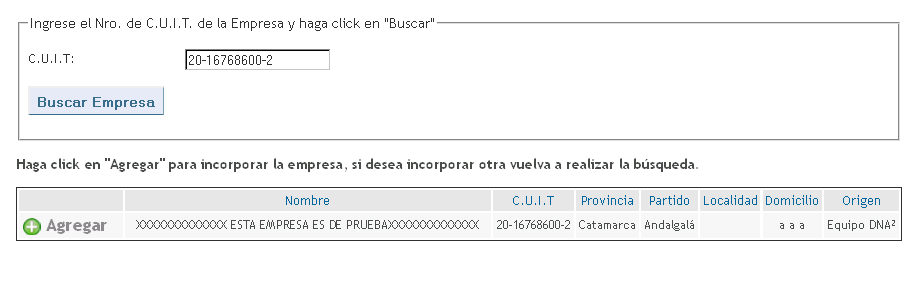 Ingrese el Nro. de C.U.I.T. de la Empresa y haga click en "Buscar"
C.U.I.T: 20-16768600-2
Buscar Empresa
Haga click en "Agregar" para incorporar la empresa, si desea incorporar otra vuelva a realizar la búsqueda.
Nombre C.U.I.T Provincia Partido Localidad Domicilio Origen
Agregar XXXXXXXXXXXXX ESTA EMPRESA ES DE PRUEBAXXXXXXXXXXXXX 20-16768600-2 Catamarca Andalgalá a a a Equipo DNA²